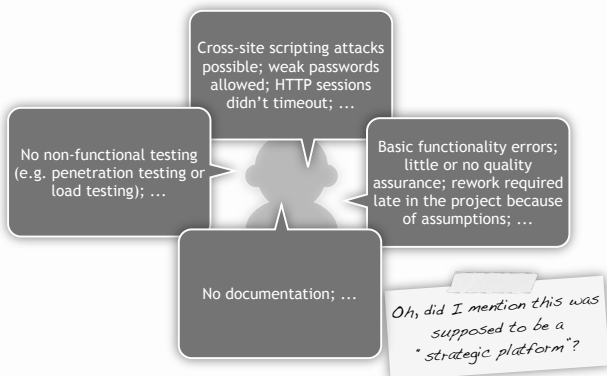 Cross-site scripting attacks
possible; weak passwords
allowed; HTTP sessions
didn't timeout; ...
No non-functional testing
(e.g. penetration testing or
load testing); ...
Basic functionality errors;
little or no quality
assurance; rework required
late in the project because
of assumptions; ...
No documentation; ...
Oh, did I mention this was
supposed to be a
"strategic platform"?